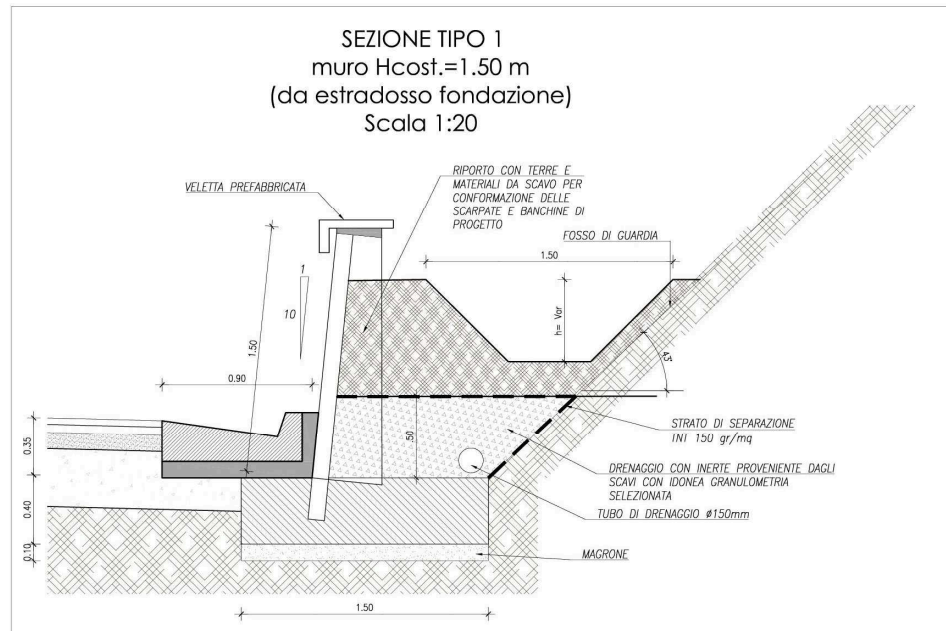 SEZIONE TIPO 1
muro Hcost.=1.50 m
(da estradosso fondazione)
Scala 1:20
VELETTA PREFABBRICATA
RIPORTO CON TERRE E
MATERIALI DA SCAVO PER
CONFORMAZIONE DELLE
SCARPATE E BANCHINE DI
PROGETTO
FOSSO DI GUARDIA
1.50
1
10
h= Var
1.50
43°
0.90
.50
STRATO DI SEPARAZIONE
TNT 150 gr/mq
0.35
DRENAGGIO CON INERTE PROVENIENTE DAGLI
SCAVI CON IDONEA GRANULOMETRIA
SELEZIONATA
TUBO DI DRENAGGIO ø150mm
0.40
0.10
MAGRONE
1.50